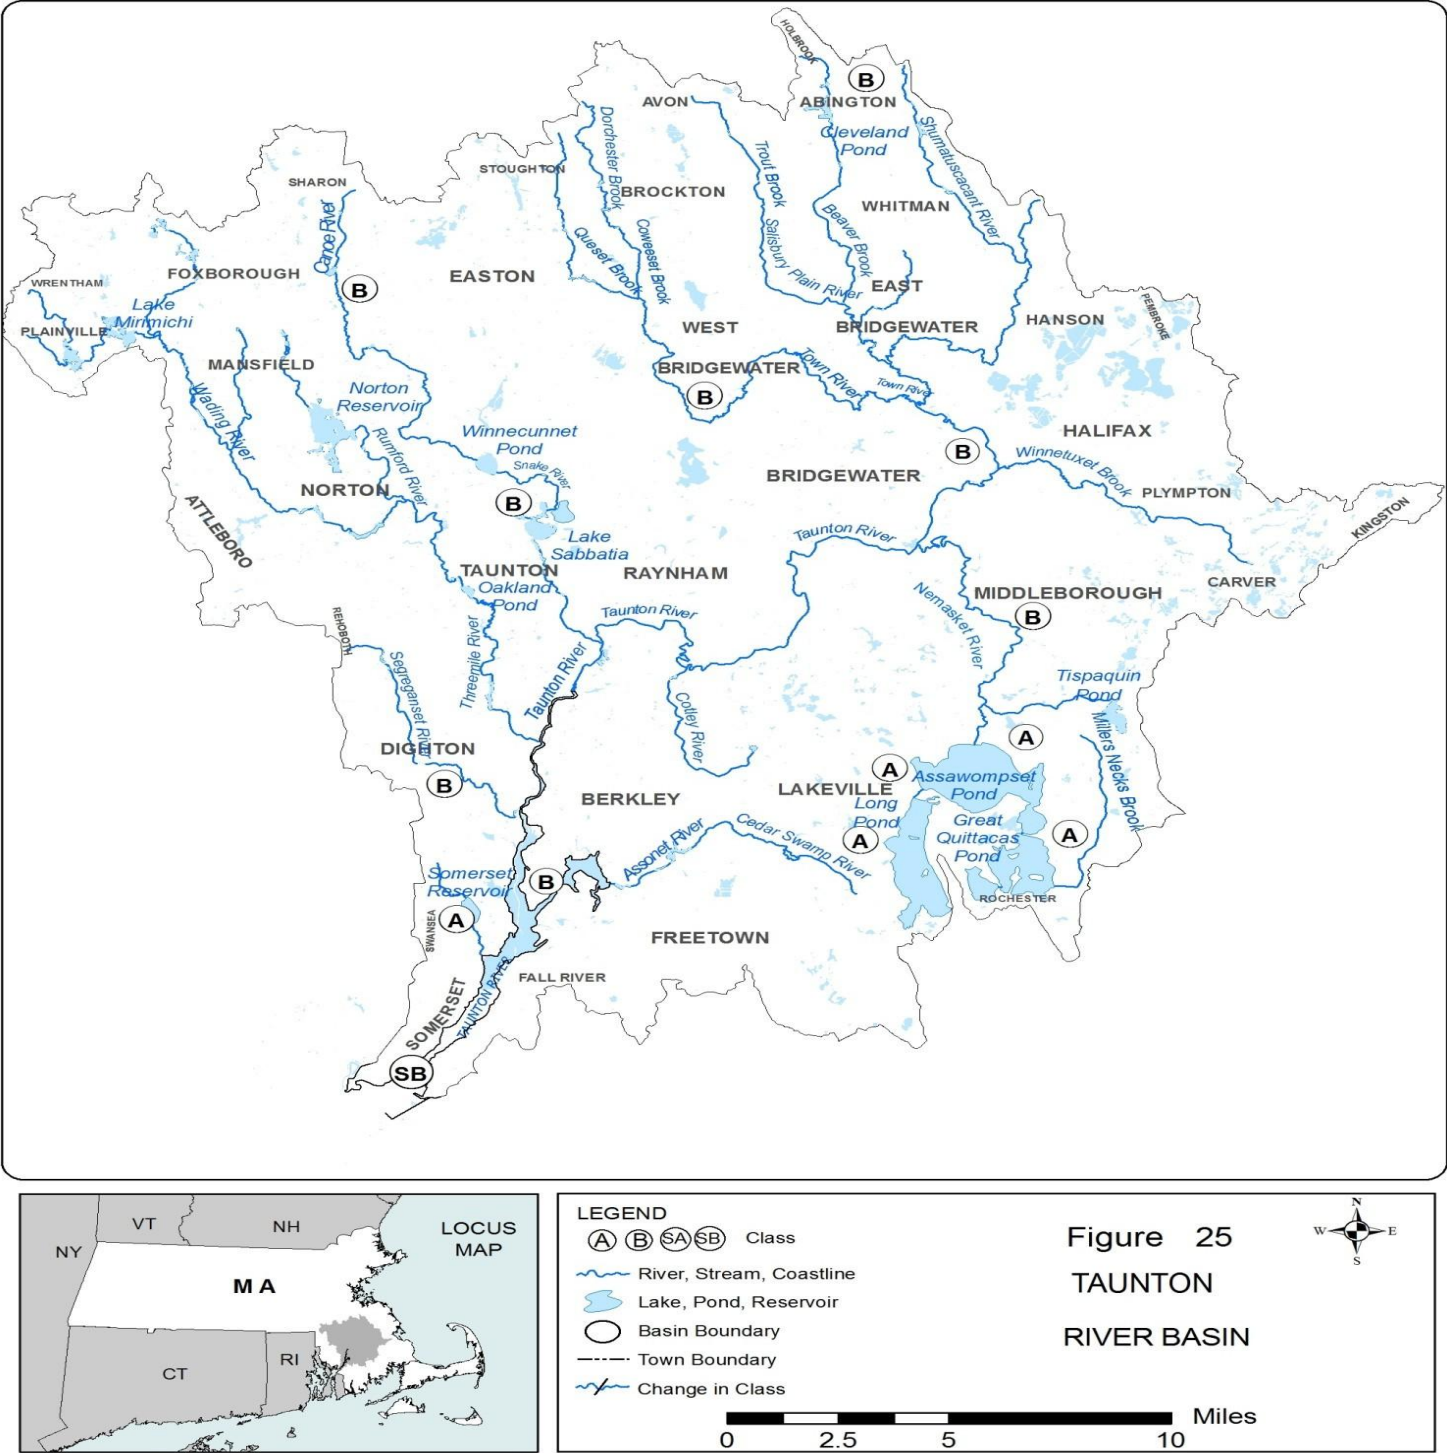 HOLBROOK
B
AVON
ABINGTON
Cleveland
Pond
Shumatuscacant River
Dorchester Brook
STOUGHTON
BROCKTON
Trout Brook
SHARON
WHITMAN
Canoe River
Queset Brook
Coweeset Brook
Salisbury Plain River
Beaver Brook
FOXBOROUGH
EASTON
B
EAST
BRIDGEWATER
WRENTHAM
Lake
Mirimichi
PLAINVILLE
WEST
BRIDGEWATER
HANSON
PEMBROKE
MANSFIELD
Town River
Town River
Norton
Reservoir
B
Wading River
Rumford River
Winnecunnet
Pond
Snake River
HALIFAX
B
Winnetuxet Brook
BRIDGEWATER
NORTON
PLYMPTON
KINGSTON
ATTLEBORO
B
Lake
Sabbatia
Taunton River
TAUNTON
RAYNHAM
Oakland
Pond
CARVER
MIDDLEBOROUGH
B
Nemasket River
REHOBOTH
Taunton River
Threemile River
Segreganset River
Taunton River
Cotley River
Tispaquin
Pond
Millers Necks Brook
A
DIGHTON
B
A
Assawompset
Pond
LAKEVILLE
BERKLEY
Long
Pond
A
Great
Quittacas
Pond
A
Assonet River
Cedar Swamp River
Somerset
Reservoir
B
ROCHESTER
A
SWANSEA
FREETOWN
FALL RIVER
TAUNTON RIVER
SOMERSET
SB
VT
NH
NY
LOCUS
MAP
MA
CT
RI
LEGEND
A B SA SB Class
River, Stream, Coastline
Lake, Pond, Reservoir
Basin Boundary
Town Boundary
Change in Class
Figure 25
TAUNTON
RIVER BASIN
N
W E
S
Miles
0 2.5 5 10